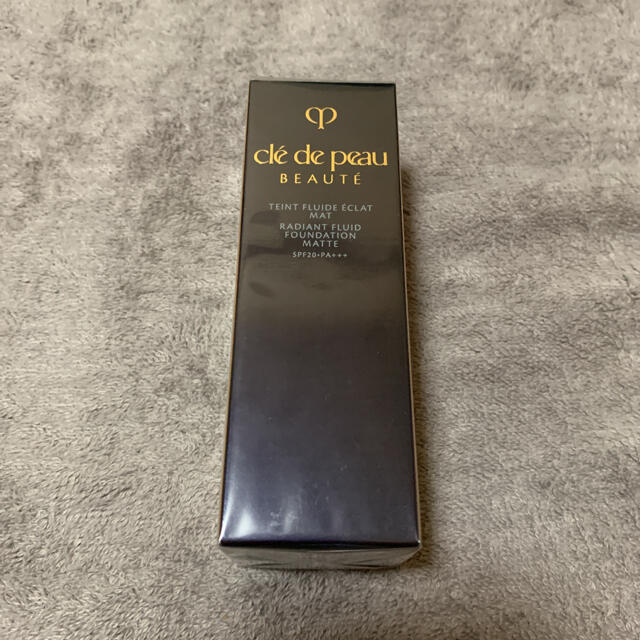 clé de peau
BEAUTÉ
TEINT FLUIDE ÉCLAT
MAT
RADIANT FLUID
FOUNDATION
MATTE
SPF20•PA+++